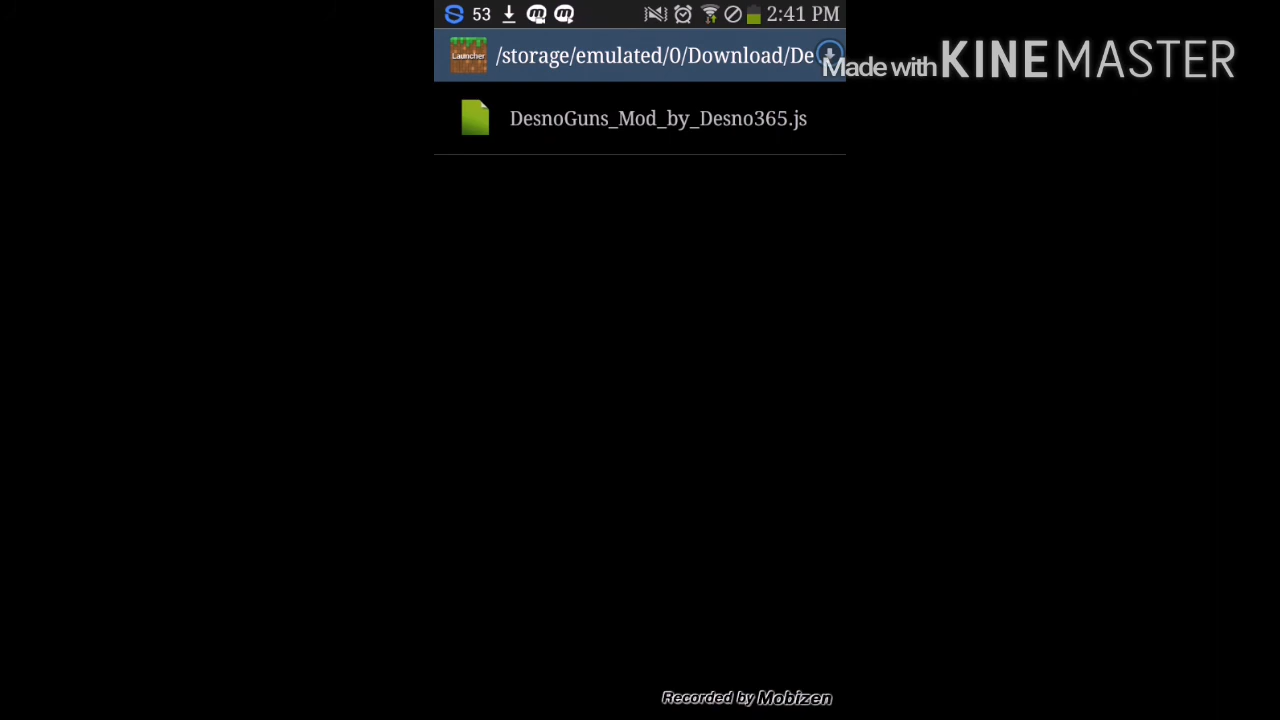 53 2:41 PM
Launcher /storage/emulated/0/Download/De
Made with KINEMASTER
DesnoGuns_Mod_by_Desno365.js
Recorded by Mobizen